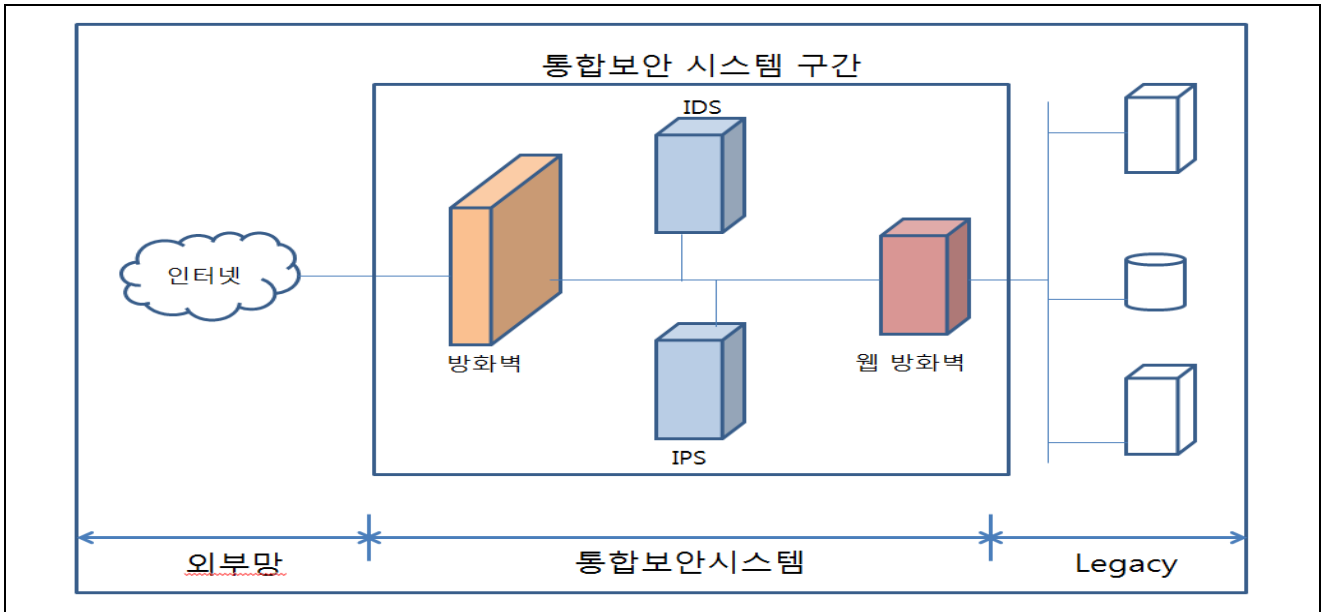 통합보안 시스템 구간
IDS
인터넷
방화벽
웹 방화벽
IPS
외부망
통합보안시스템
Legacy